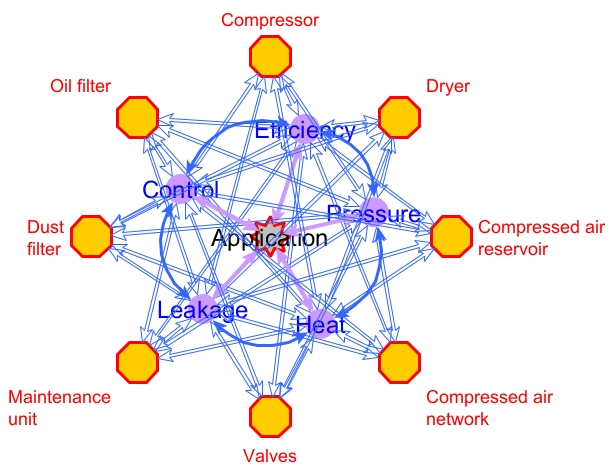 Compressor
Oil filter
Dryer
Efficiency
Control
Pressure
Dust
filter
Application
Compressed air
reservoir
Leakage
Heat
Maintenance
unit
Compressed air
network
Valves